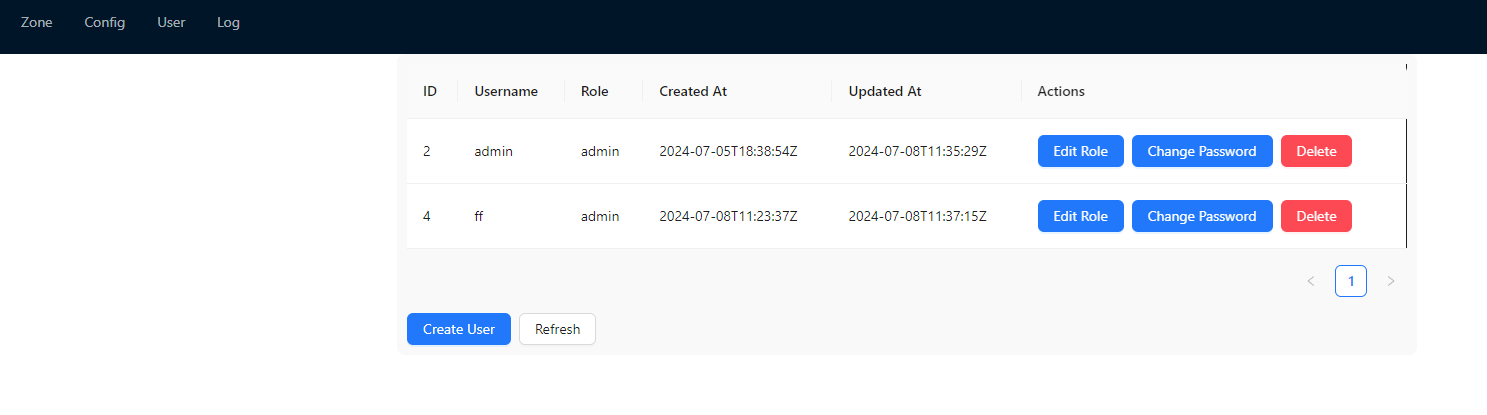 Zone Config User Log
ID Username Role Created At Updated At Actions
2 admin admin 2024-07-05T18:38:54Z 2024-07-08T11:35:29Z Edit Role Change Password Delete
4 ff admin 2024-07-08T11:23:37Z 2024-07-08T11:37:15Z Edit Role Change Password Delete
1
Create User Refresh